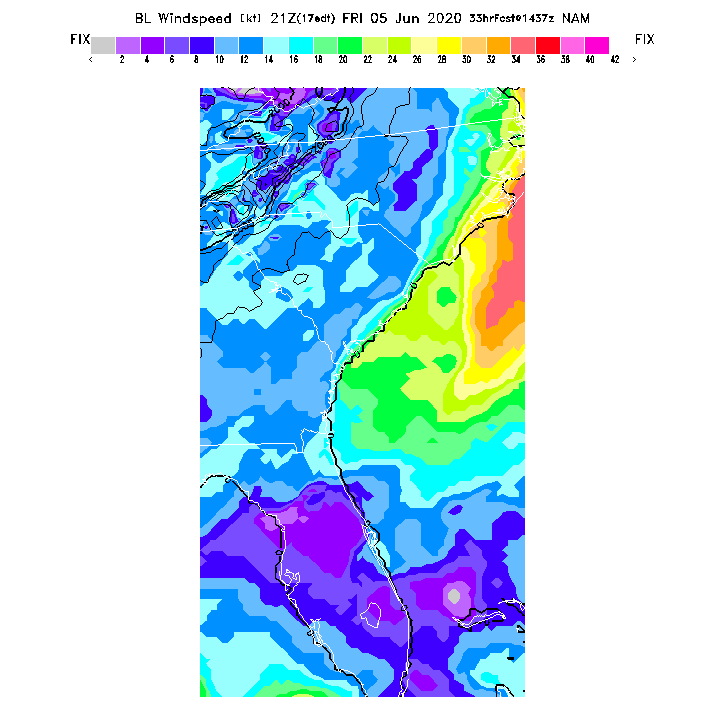 BL Windspeed [kt] 21Z(17edt) FRI 05 Jun 2020 33hrFcst@1437z NAM
FIX FIX
< 2 4 6 8 10 12 14 16 18 20 22 24 26 28 30 32 34 36 38 40 42 >